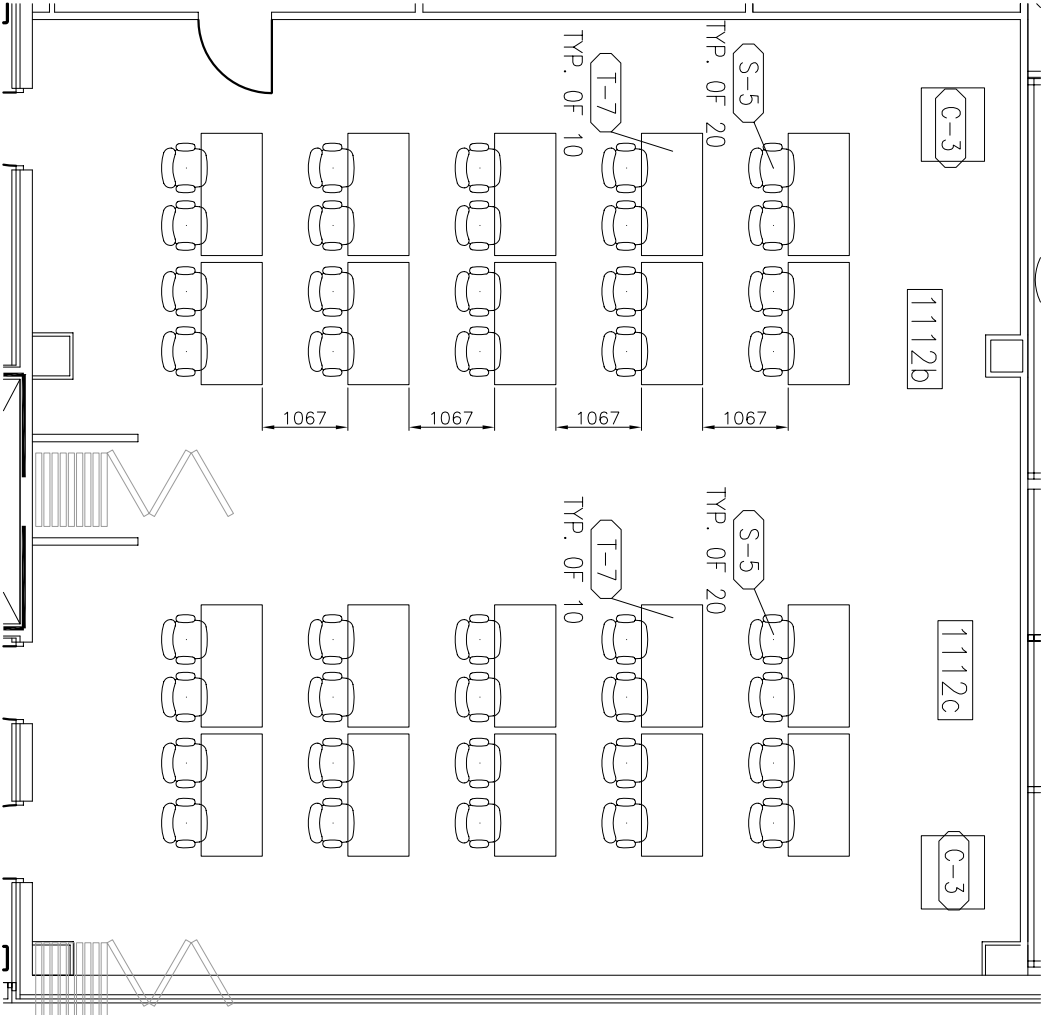 C-3
S-5
TYP. OF 20
T-7
TYP. OF 10
1112b
1067
1067
1067
1067
S-5
TYP. OF 20
T-7
TYP. OF 10
1112c
C-3